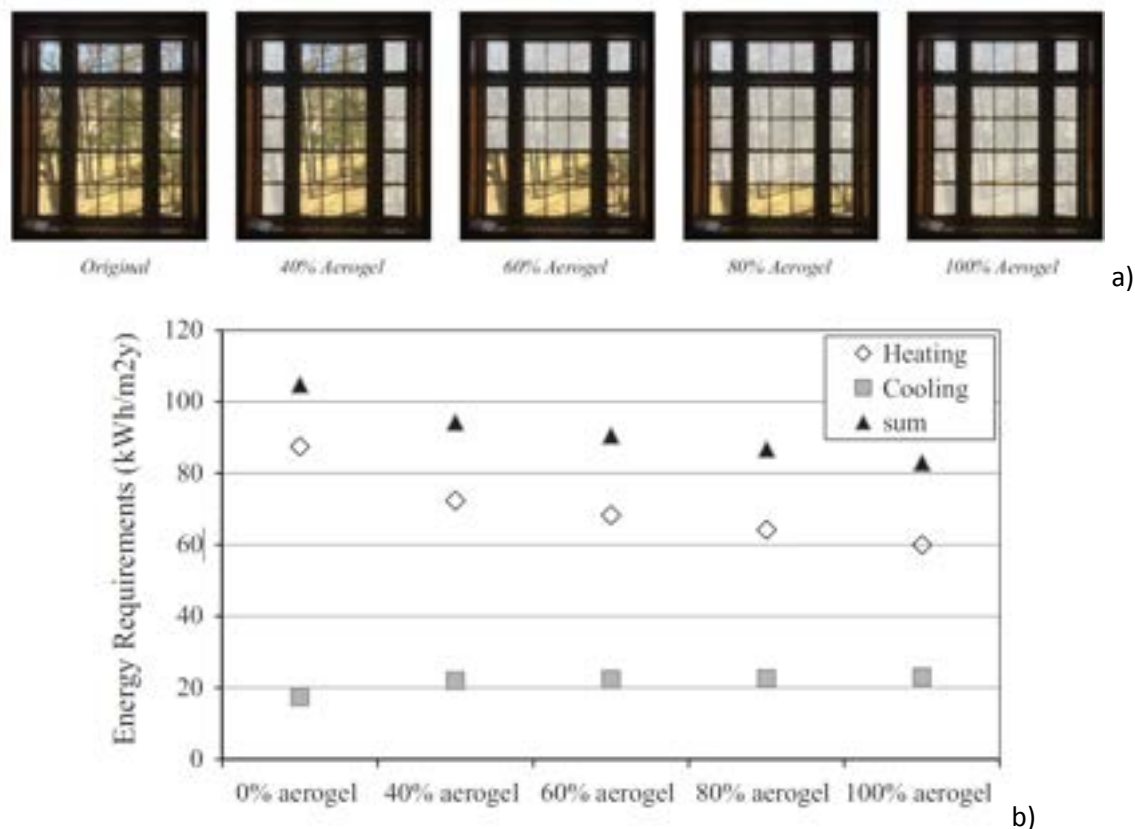 Original
40% Aerogel
60% Aerogel
80% Aerogel
100% Aerogel
a)
120
100
80
60
40
20
0
Energy Requirements (kWh/m2y)
Heating
Cooling
sum
0% aerogel
40% aerogel
60% aerogel
80% aerogel
100% aerogel
b)